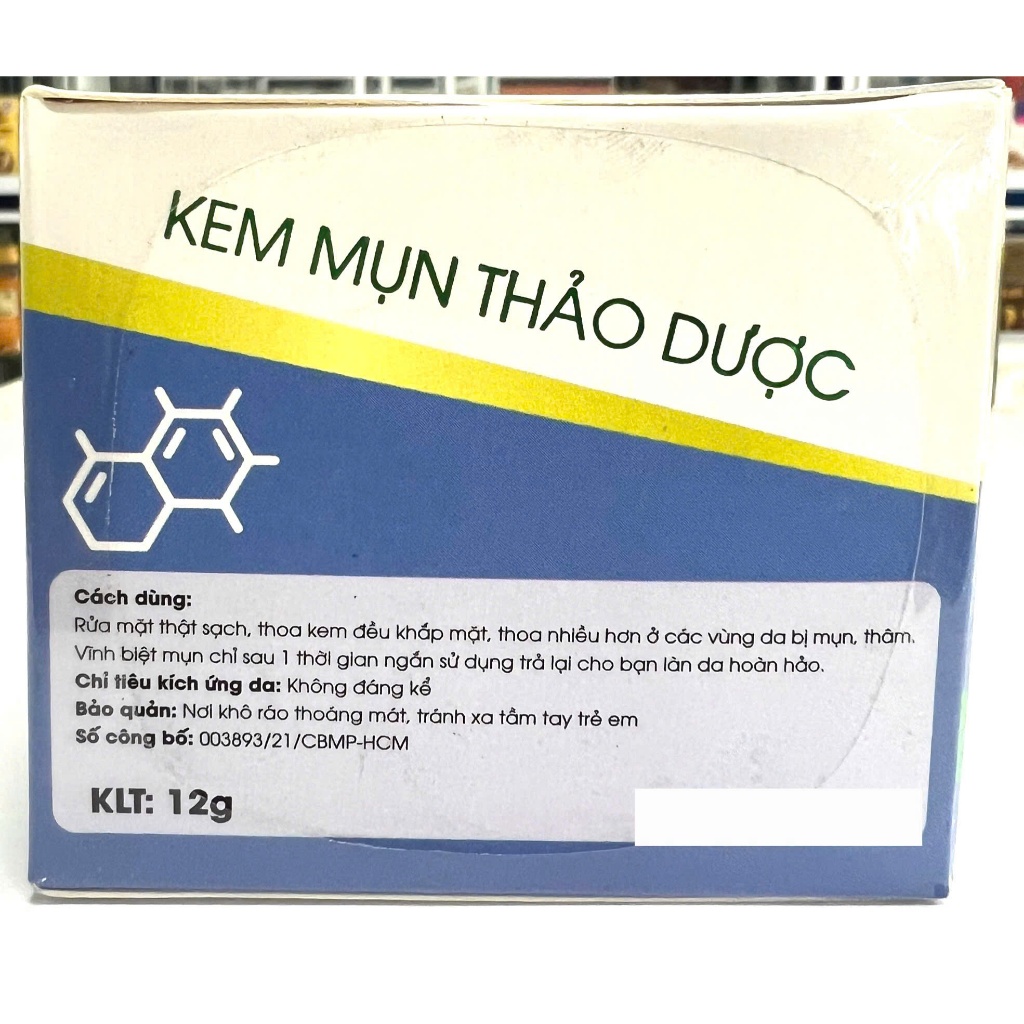 KEM MỤN THẢO DƯỢC
Cách dùng:
Rửa mặt thật sạch, thoa kem đều khắp mặt, thoa nhiều hơn ở các vùng da bị mụn, thâm.
Vĩnh biệt mụn chỉ sau 1 thời gian ngắn sử dụng trả lại cho bạn làn da hoàn hảo.
Chỉ tiêu kích ứng da: Không đáng kể
Bảo quản: Nơi khô ráo thoáng mát, tránh xa tầm tay trẻ em
Số công bố: 003893/21/CBMP-HCM
KLT: 12g